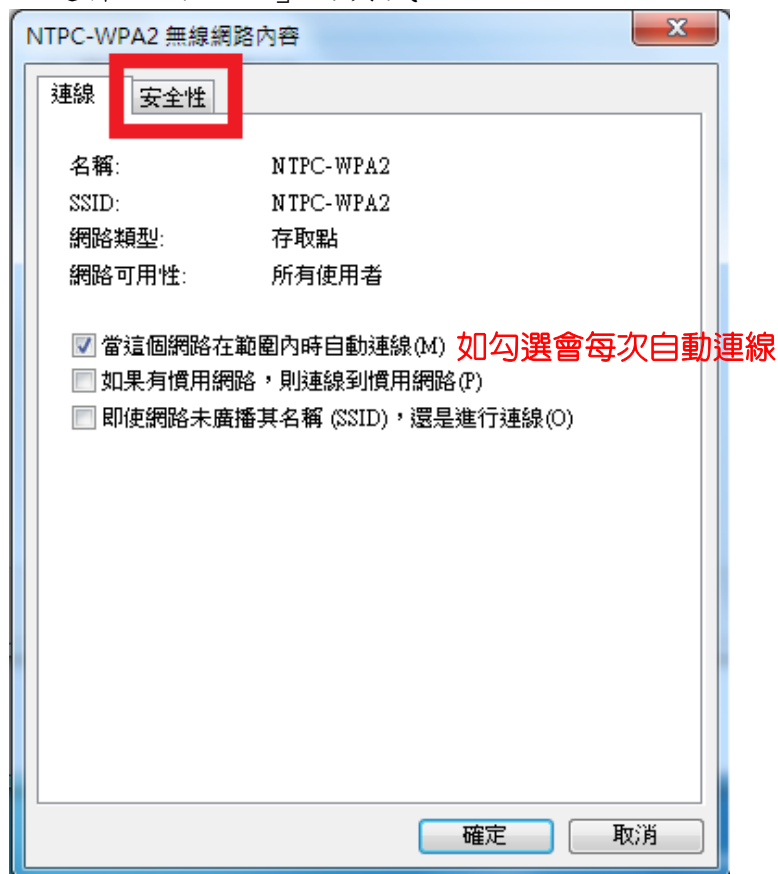 NTPC-WPA2 無線網路內容
連線 安全性
名稱: NTPC-WPA2
SSID: NTPC-WPA2
網路類型: 存取點
網路可用性: 所有使用者
當這個網路在範圍內時自動連線(M) 如勾選會每次自動連線
如果有慣用網路，則連線到慣用網路(P)
即使網路未廣播其名稱 (SSID)，還是進行連線(O)
確定 取消